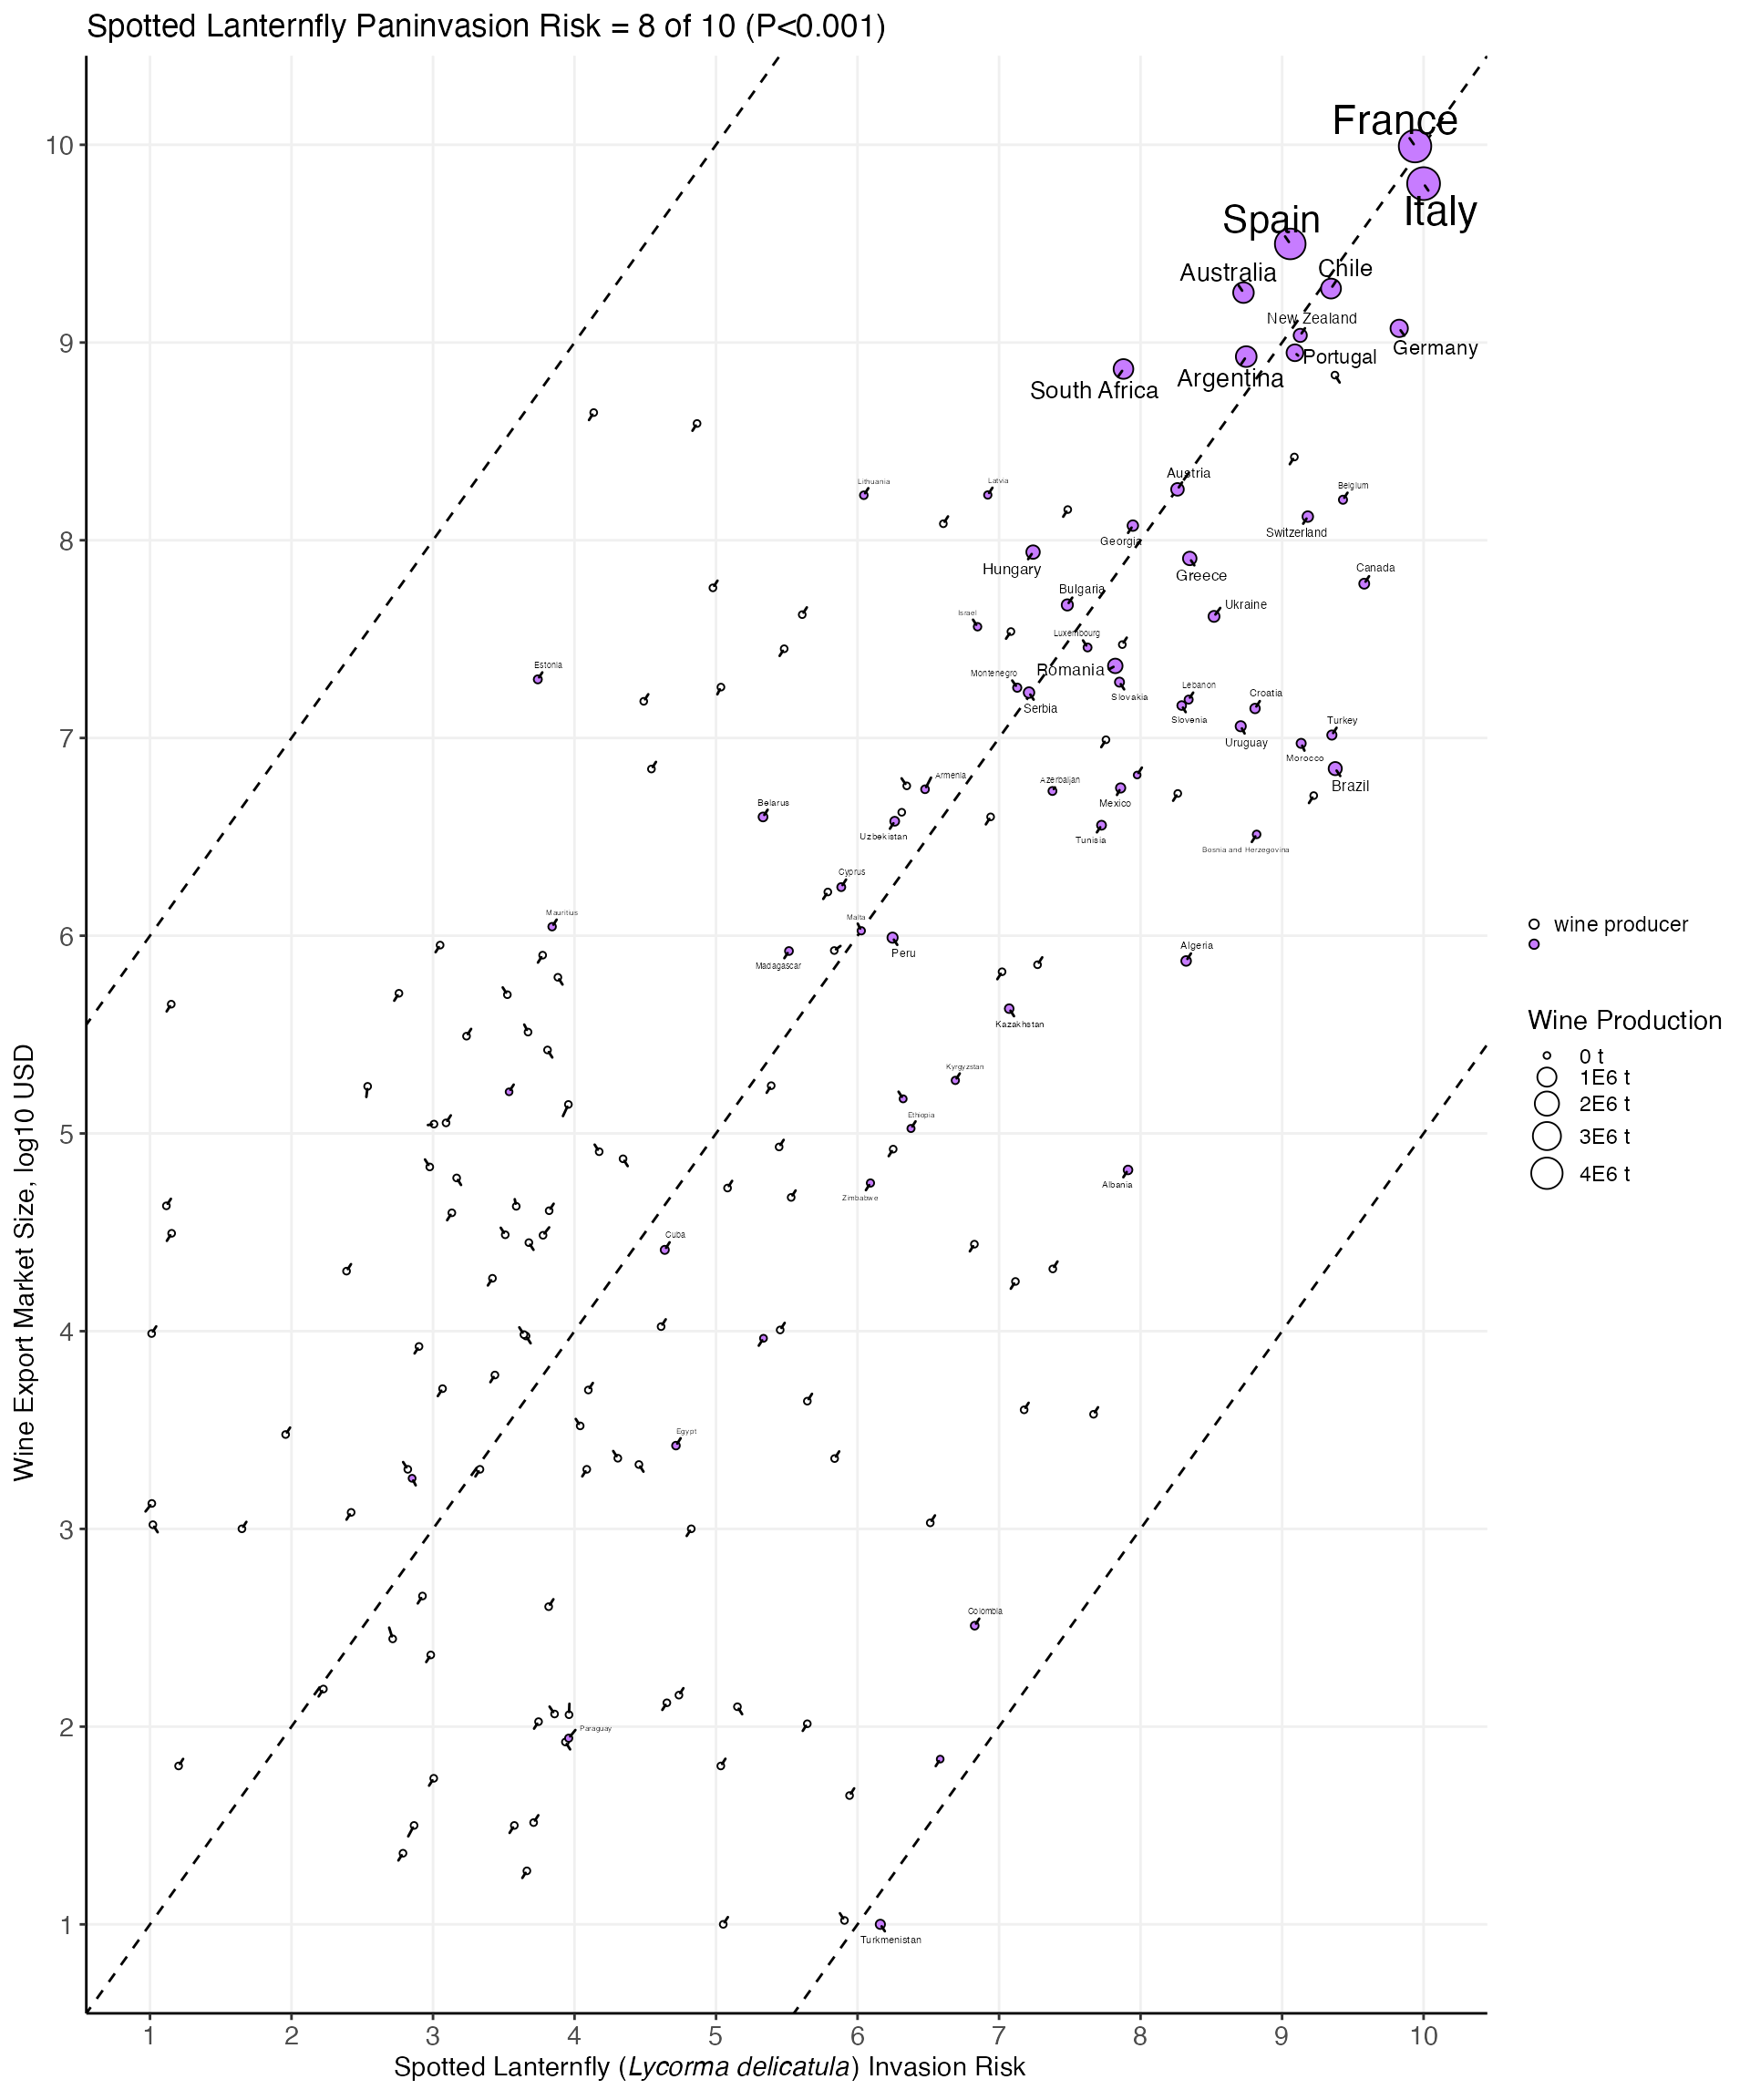 Spotted Lanternfly Paninvasion Risk = 8 of 10 (P<0.001)
France
Italy
Spain
Australia
Chile
New Zealand
Germany
Portugal
Argentina
South Africa
Austria
Lithuania
Latvia
Belgium
Switzerland
Georgia
Hungary
Greece
Canada
Bulgaria
Ukraine
Israel
Luxembourg
Estonia
Romania
Montenegro
Slovakia
Lebanon
Croatia
Serbia
Slovenia
Turkey
Uruguay
Morocco
Armenia
Azerbaijan
Brazil
Belarus
Mexico
Uzbekistan
Tunisia
Bosnia and Herzegovina
Cyprus
Mauritius
Malta
Peru
Algeria
Madagascar
Kazakhstan
Kyrgyzstan
Ethiopia
Albania
Zimbabwe
Cuba
Egypt
Colombia
Paraguay
Turkmenistan
10
9
8
7
6
5
4
3
2
1
Wine Export Market Size, log10 USD
1 2 3 4 5 6 7 8 9 10
Spotted Lanternfly (Lycorma delicatula) Invasion Risk
wine producer
Wine Production
0 t
1E6 t
2E6 t
3E6 t
4E6 t